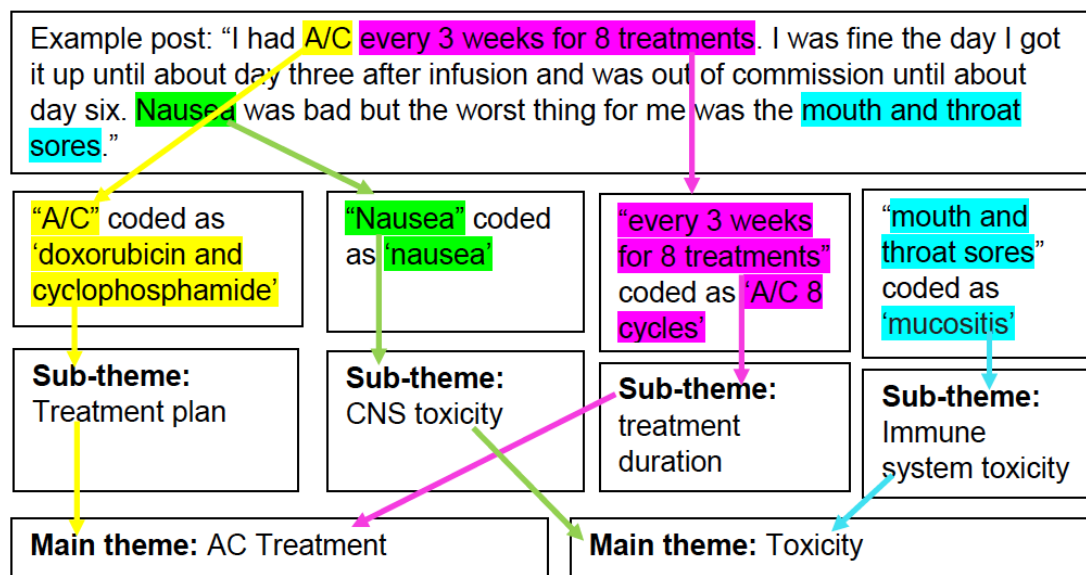 Example post: “I had A/C every 3 weeks for 8 treatments. I was fine the day I
got it up until about day three after infusion and was out of commission until about
day six. Nausea was bad but the worst thing for me was the mouth and throat
sores.”
“A/C” coded as
‘doxorubicin and
cyclophosphamide’
“Nausea” coded
as ‘nausea’
“every 3 weeks
for 8 treatments”
coded as ‘A/C 8
cycles’
“mouth and
throat sores”
coded as
‘mucositis’
Sub-theme:
Treatment plan
Sub-theme:
CNS toxicity
Sub-theme:
treatment
duration
Sub-theme:
Immune
system toxicity
Main theme: AC Treatment
Main theme: Toxicity